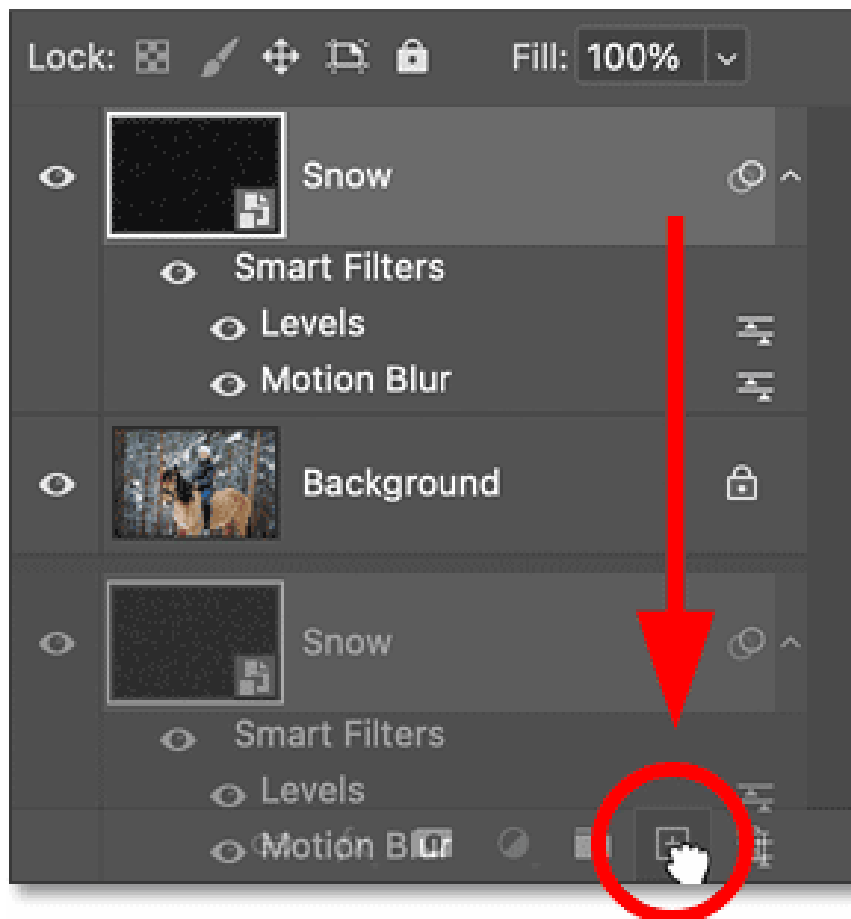 Lock: Fill: 100%
Snow
Smart Filters
Levels
Motion Blur
Background
Snow
Smart Filters
Levels
Motion Blur